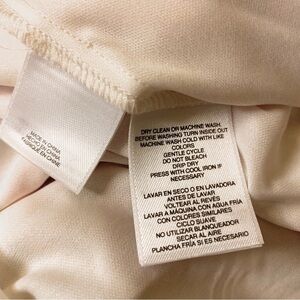 MADE IN CHINA
HECHO EN CHINA
FABRIQUÉ EN CHINE
DRY CLEAN OR MACHINE WASH.
BEFORE WASHING TURN INSIDE OUT
MACHINE WASH COLD WITH LIKE
COLORS
GENTLE CYCLE
DO NOT BLEACH
DRIP DRY
PRESS WITH COOL IRON IF
NECESSARY
LAVAR EN SECO O EN LAVADORA
ANTES DE LAVAR
VOLTEAR AL REVÉS
LAVAR A MÁQUINA CON AGUA FRÍA
CON COLORES SIMILARES
CICLO SUAVE
NO UTILIZAR BLANQUEADOR
SECAR AL AIRE
PLANCHA FRÍA SI ES NECESARIO